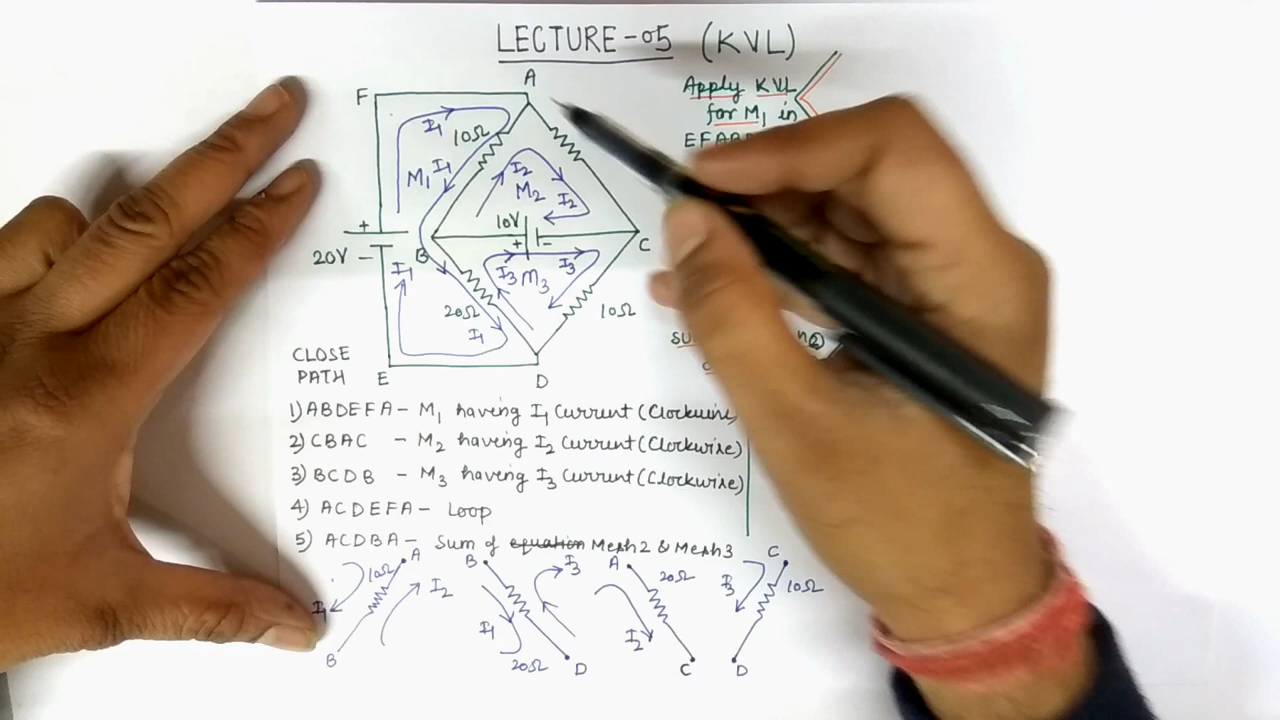 LECTURE-05 (KVL)
A
F
Apply KVL
for M₁ in
I₁ 10Ω
M₁ I₁
I₂
M₂
I₂
10V
+
B
+ -
C
20V -
I₁
I₃ M₃
I₃
20Ω
10Ω
I₁
CLOSE
PATH
E
D
1) ABDEFA - M₁ having I₁ Current (Clockwise)
2) CBAC - M₂ having I₂ Current (Clockwire)
3) BCDB - M₃ having I₃ Current (Clockwise)
4) ACDEFA - Loop
5) ACDBA - Sum of equation Mesh 2 & Mesh 3
A
B
I₃
A
C
10Ω
I₂
20Ω
I₃
10Ω
I₁
I₁
I₂
B
20Ω
D
C
D